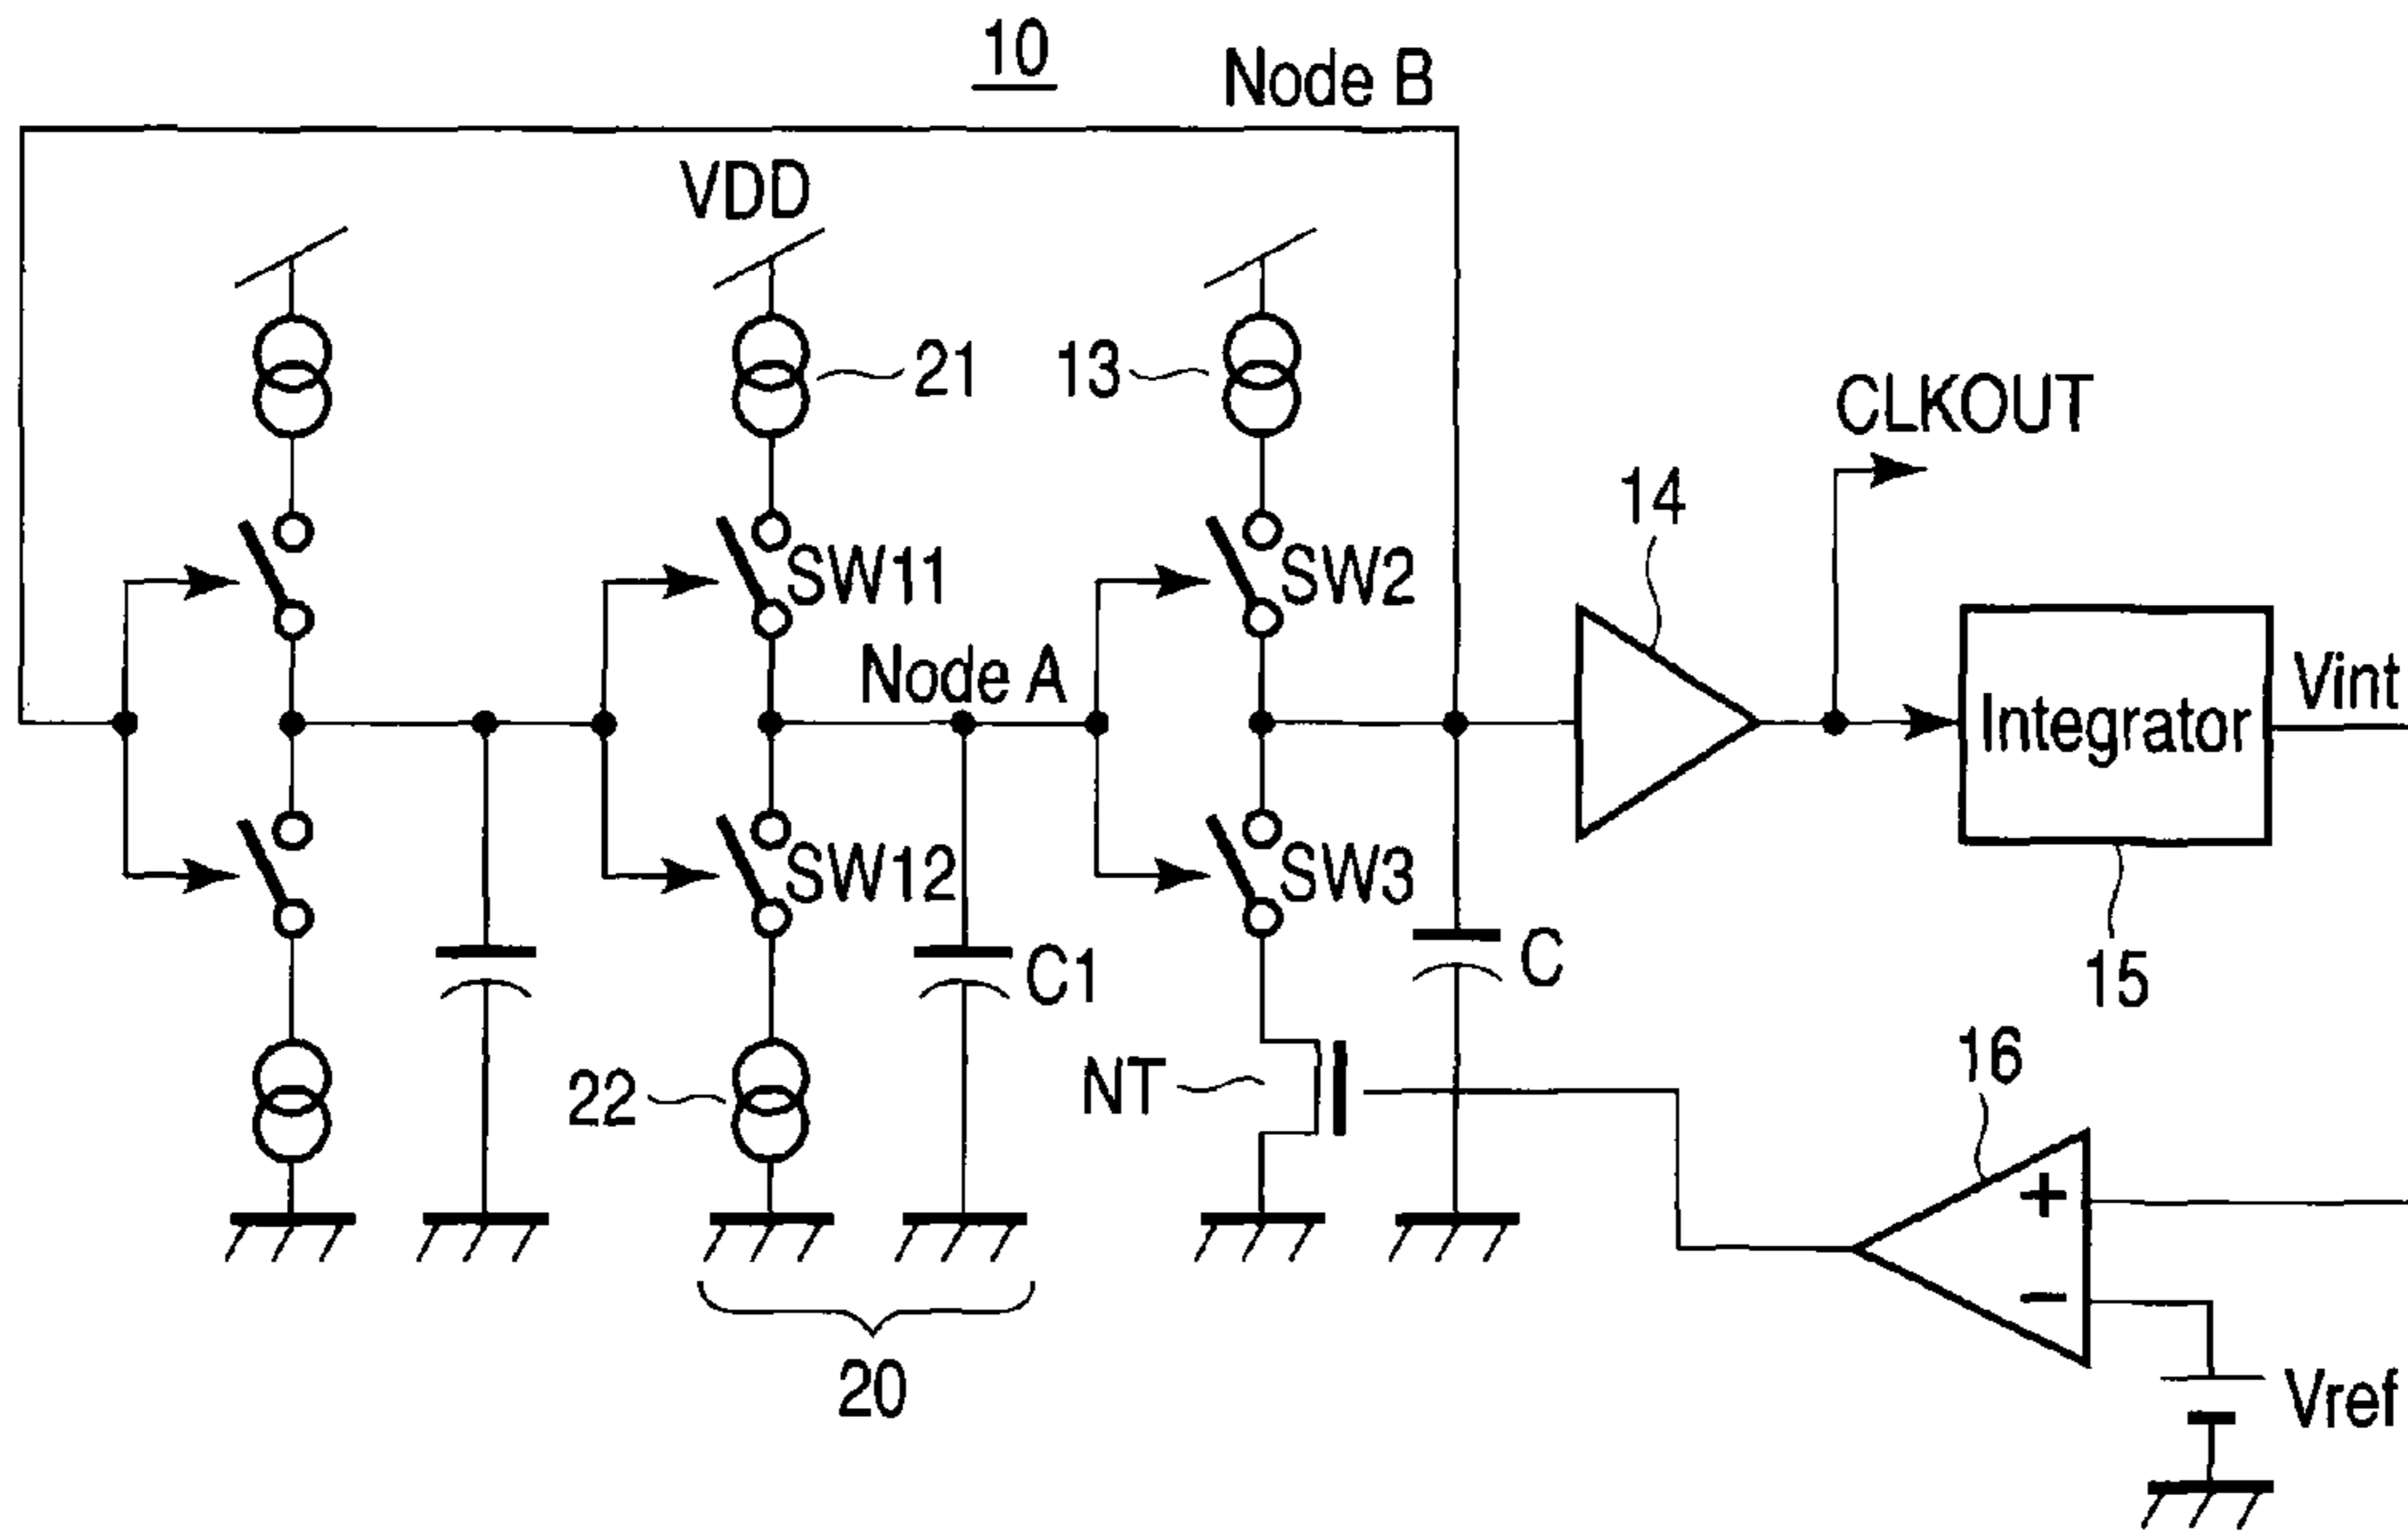 10
Node B
VDD
21
13
CLKOUT
14
SW11
SW2
Node A
Vint
Integrator
SW12
SW3
C1
C
15
NT
22
16
+
−
20
Vref